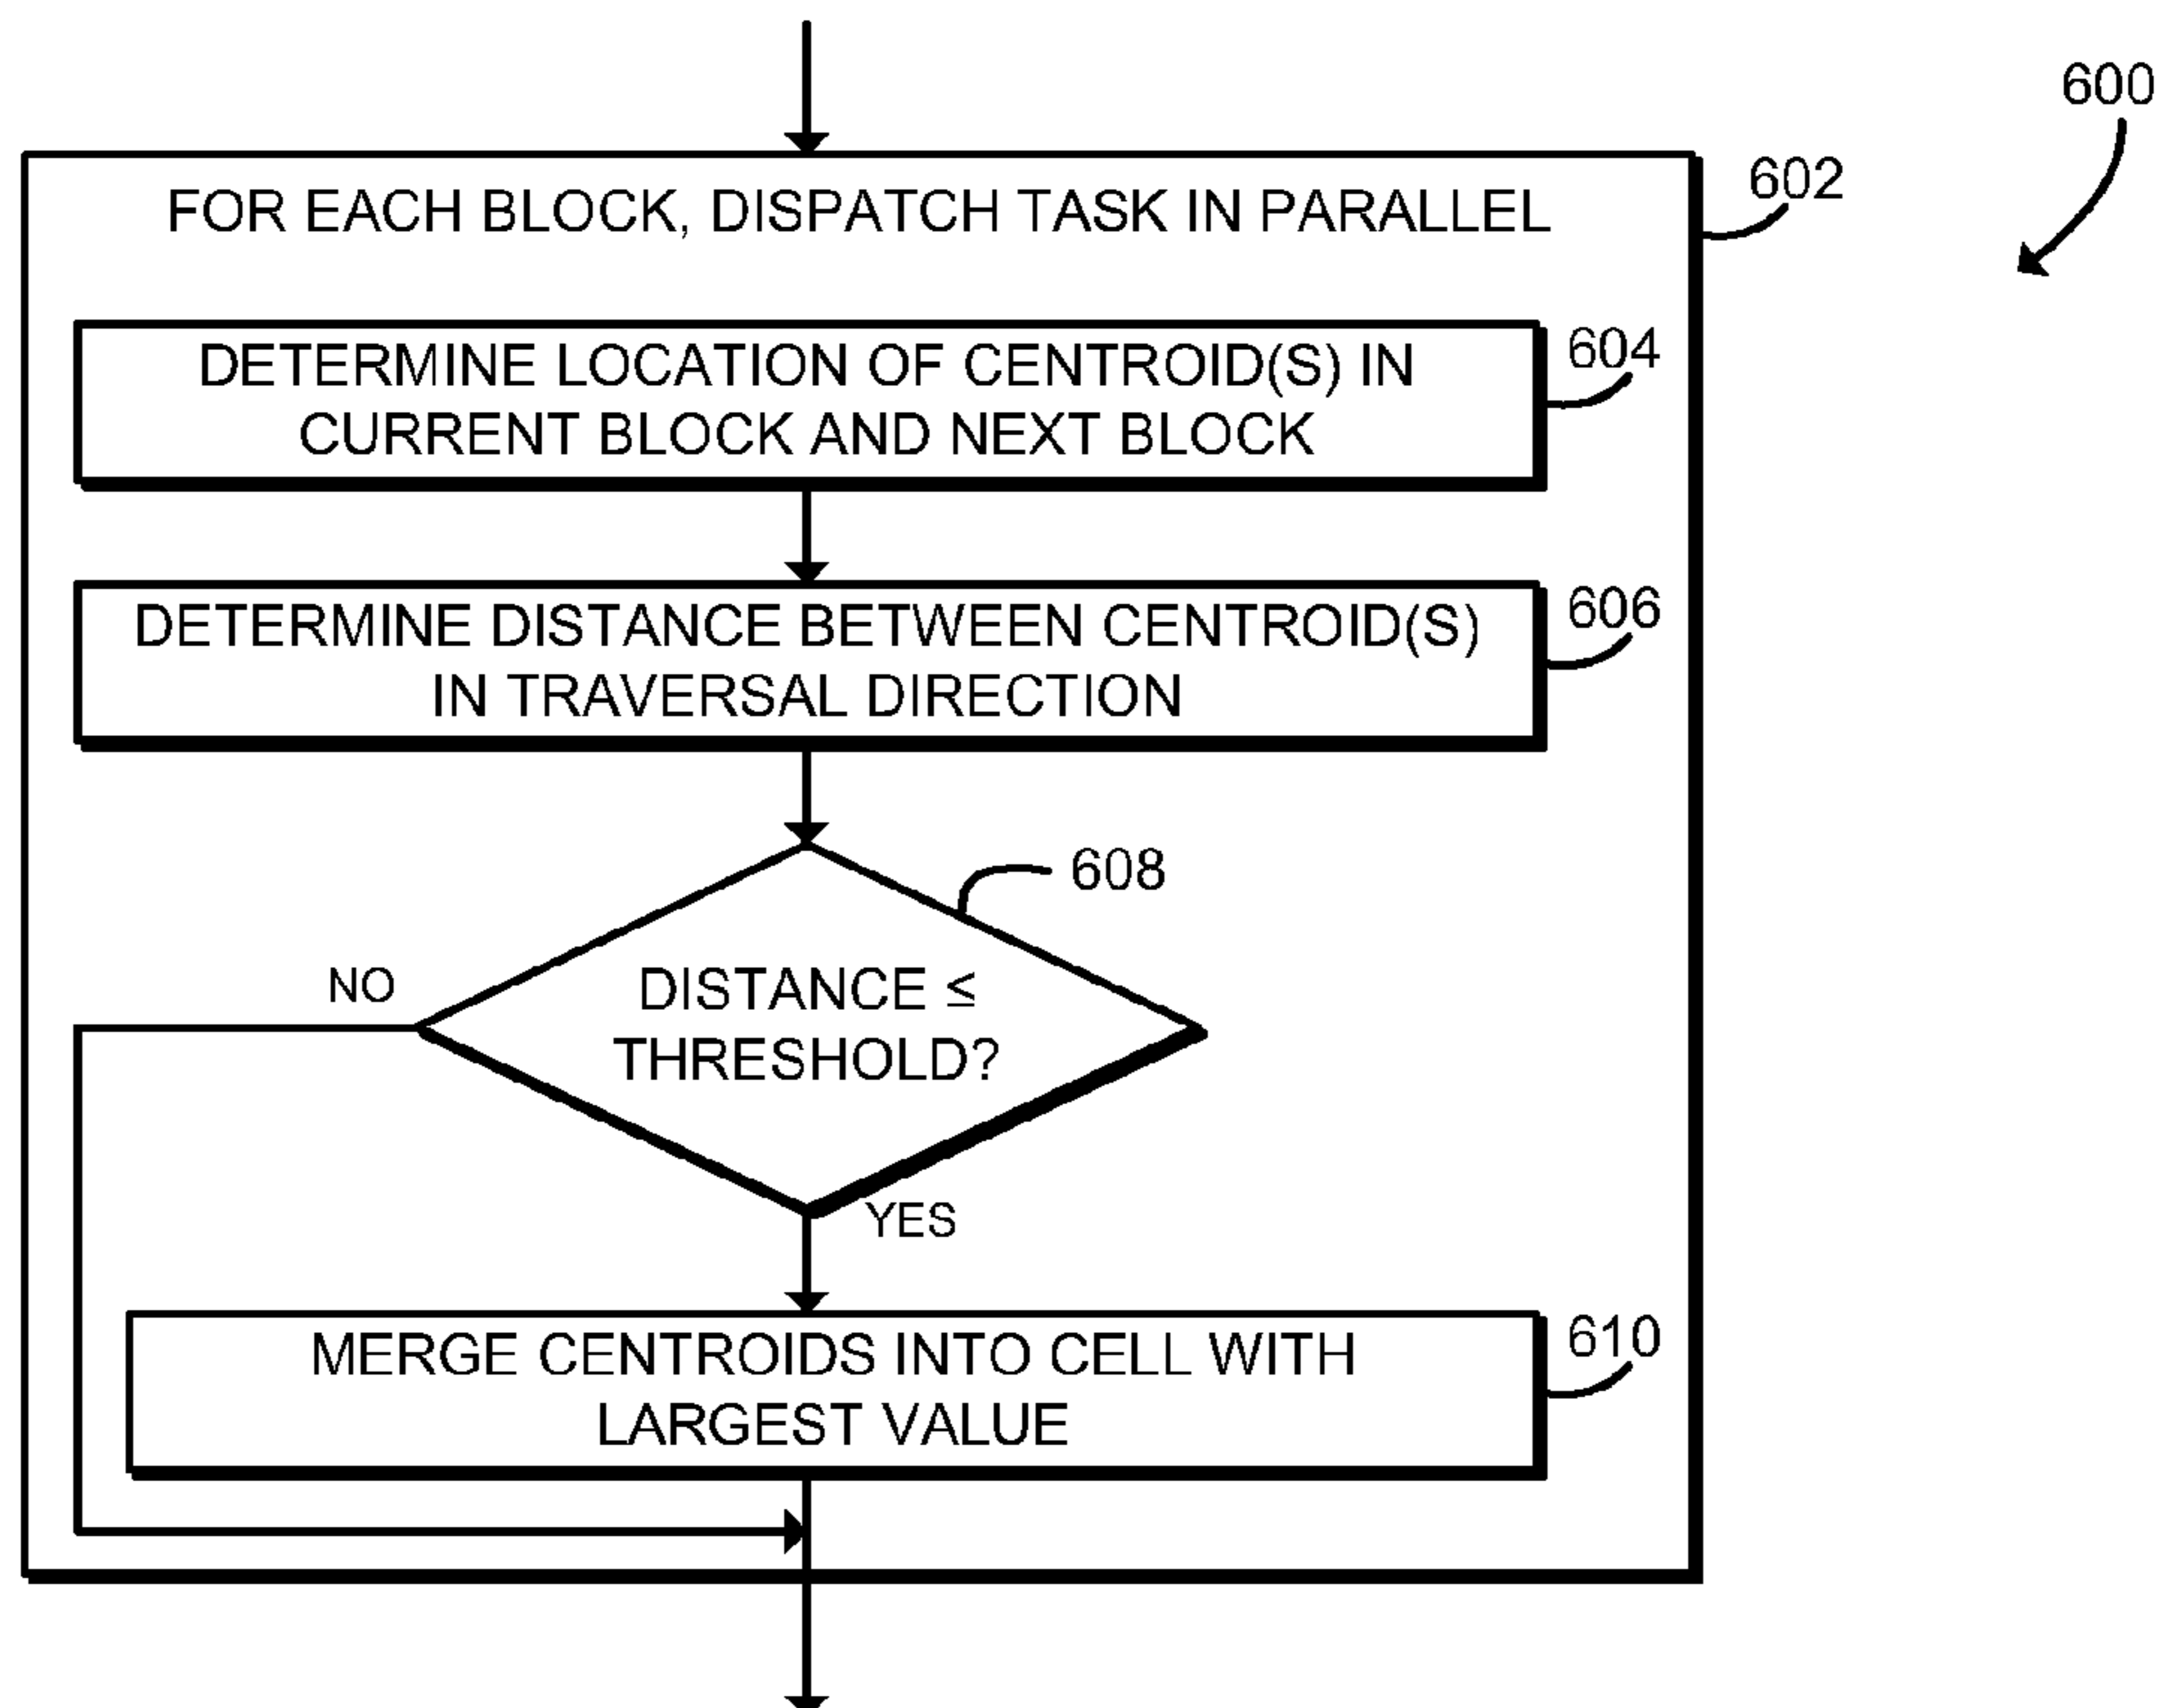 600
FOR EACH BLOCK, DISPATCH TASK IN PARALLEL
602
DETERMINE LOCATION OF CENTROID(S) IN
CURRENT BLOCK AND NEXT BLOCK
604
DETERMINE DISTANCE BETWEEN CENTROID(S)
IN TRAVERSAL DIRECTION
606
608
NO
DISTANCE ≤
THRESHOLD?
YES
MERGE CENTROIDS INTO CELL WITH
LARGEST VALUE
610